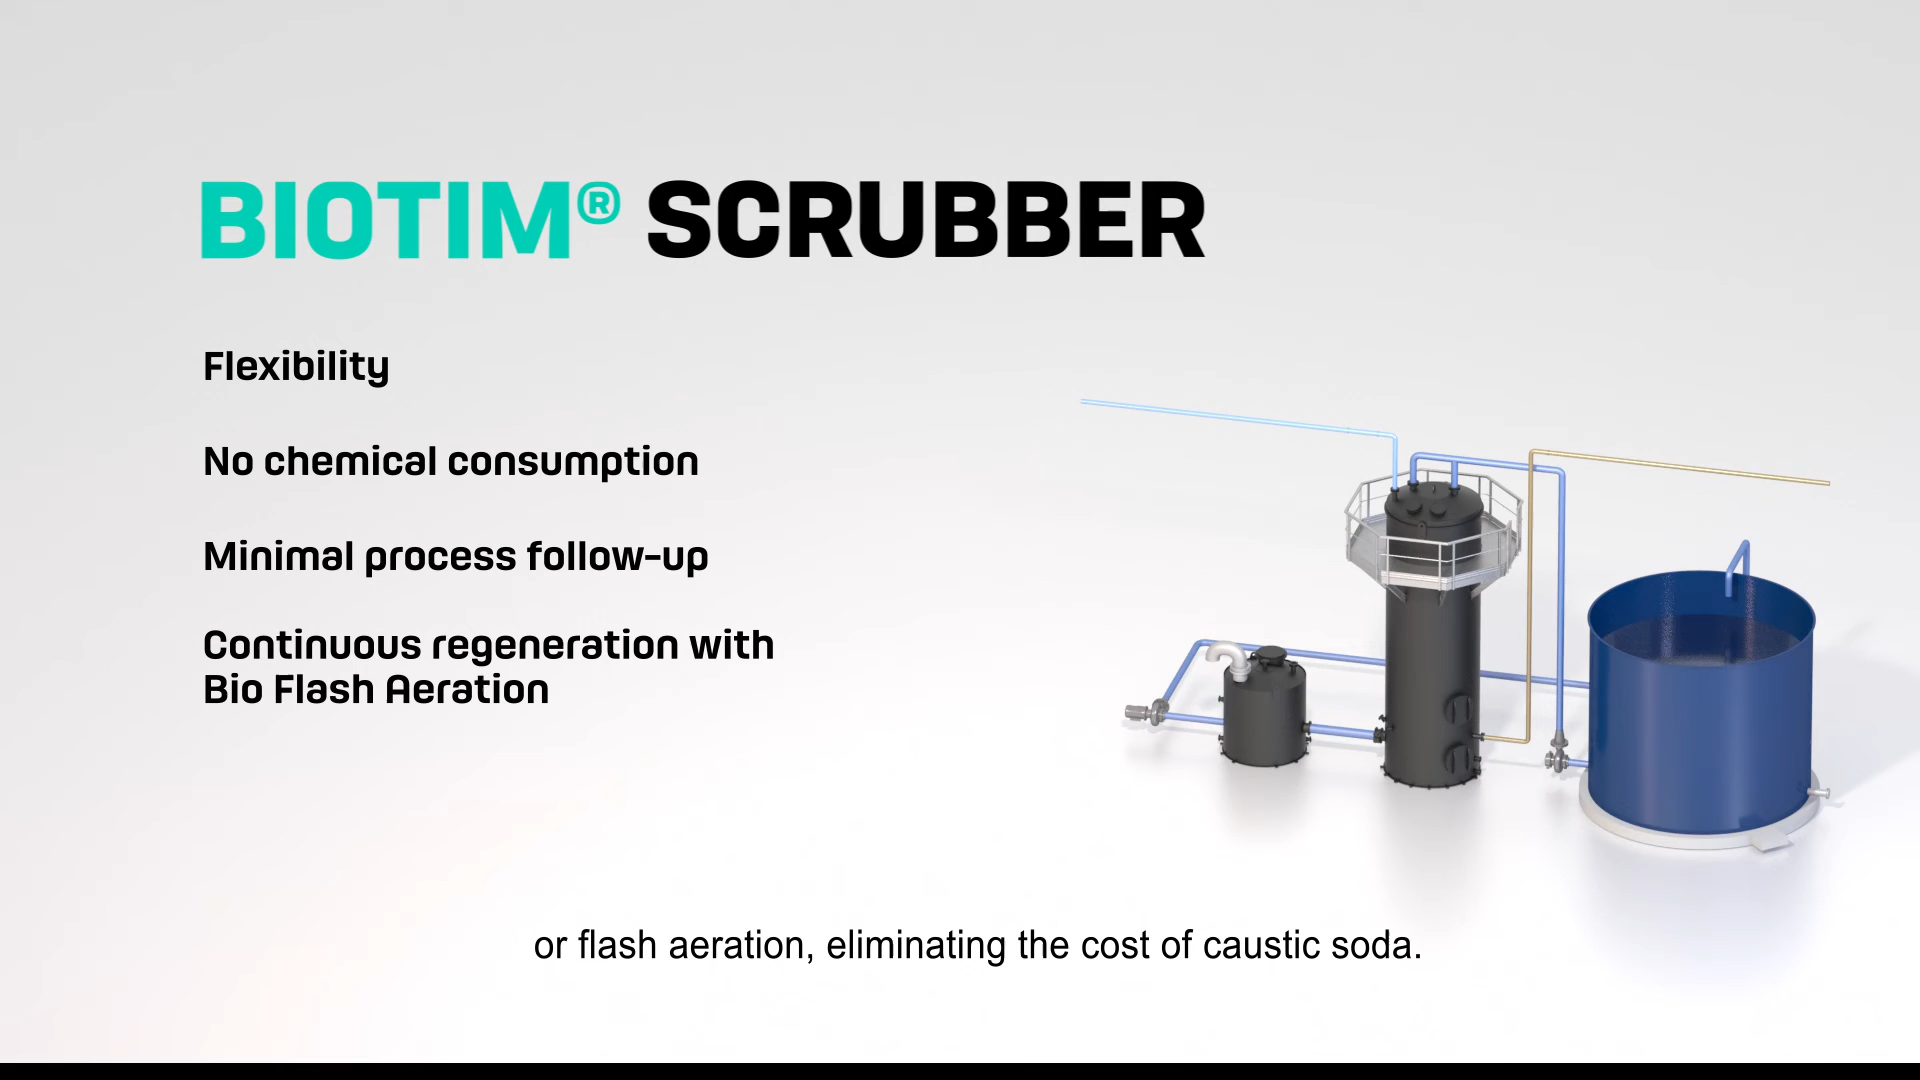 BIOTIM® SCRUBBER
Flexibility
No chemical consumption
Minimal process follow-up
Continuous regeneration with
Bio Flash Aeration
or flash aeration, eliminating the cost of caustic soda.